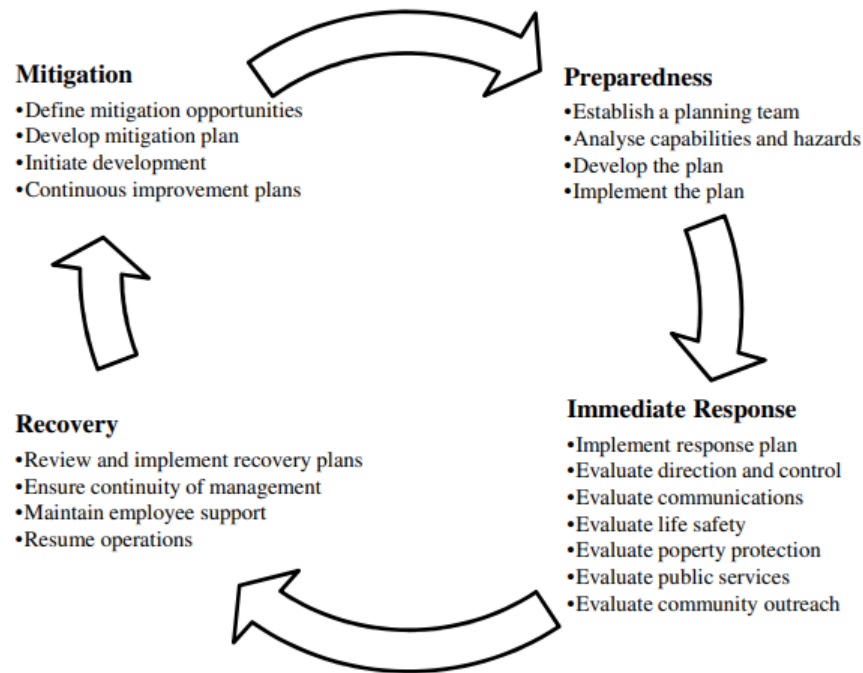 Mitigation
•Define mitigation opportunities
•Develop mitigation plan
•Initiate development
•Continuous improvement plans
Preparedness
•Establish a planning team
•Analyse capabilities and hazards
•Develop the plan
•Implement the plan
Immediate Response
•Implement response plan
•Evaluate direction and control
•Evaluate communications
•Evaluate life safety
•Evaluate poperty protection
•Evaluate public services
•Evaluate community outreach
Recovery
•Review and implement recovery plans
•Ensure continuity of management
•Maintain employee support
•Resume operations